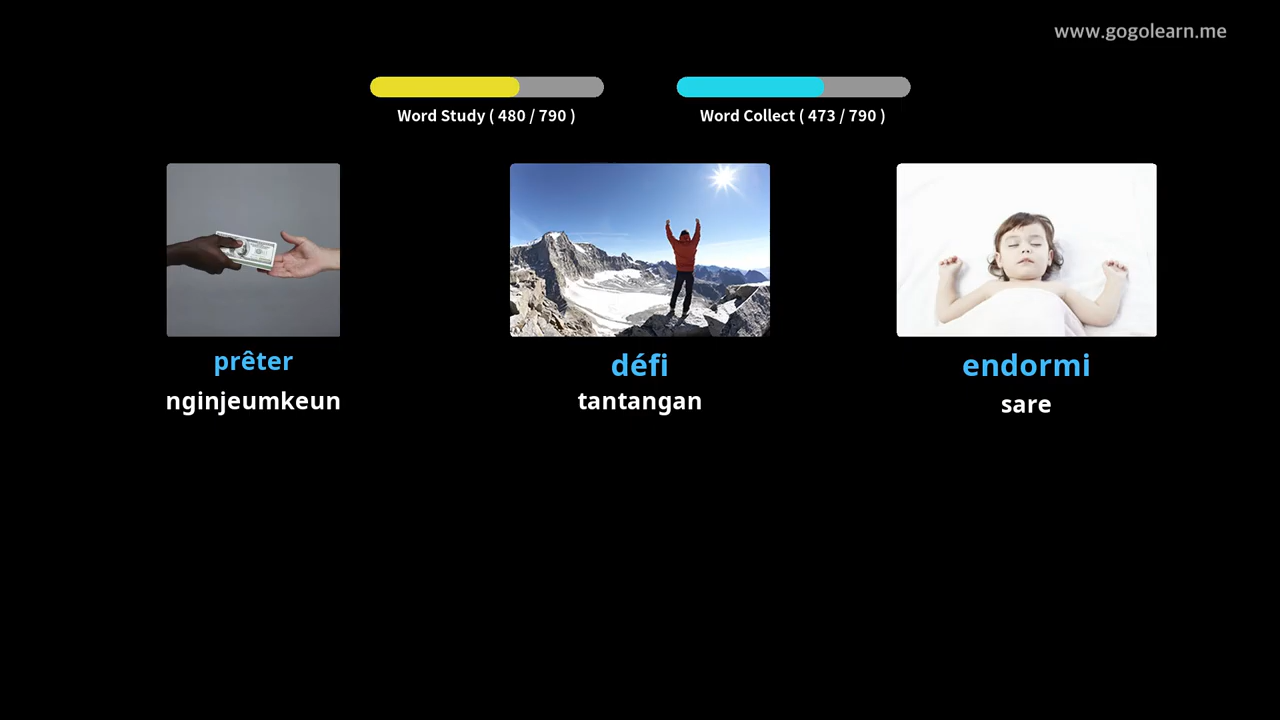 www.gogolearn.me
Word Study ( 480 / 790 )
Word Collect ( 473 / 790 )
prêter
nginjeumkeun
défi
tantangan
endormi
sare